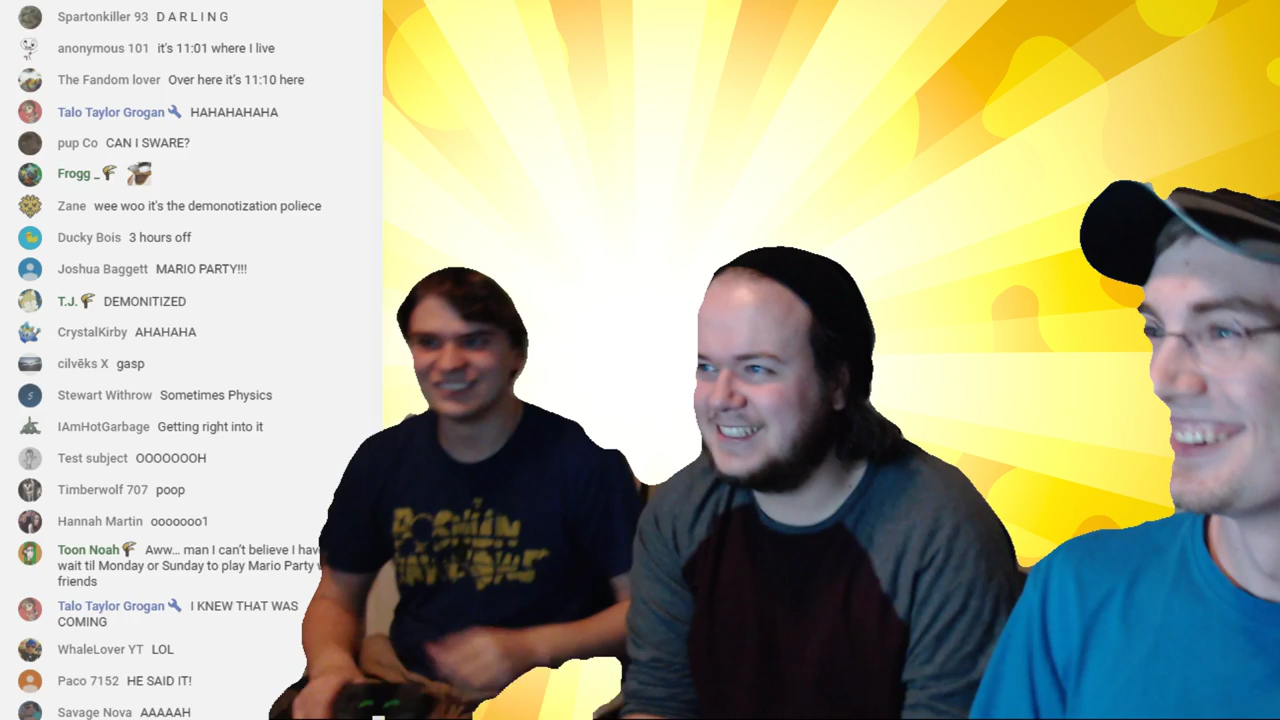 Spartonkiller 93 D A R L I N G
anonymous 101 it's 11:01 where I live
The Fandom lover Over here it's 11:10 here
Talo Taylor Grogan HAHAHAHAHA
pup Co CAN I SWARE?
Frogg _
Zane wee woo it's the demonotization poliece
Ducky Bois 3 hours off
Joshua Baggett MARIO PARTY!!!
T.J. DEMONITIZED
CrystalKirby AHAHAHA
cilvēks X gasp
S
Stewart Withrow Sometimes Physics
IAmHotGarbage Getting right into it
Test subject OOOOOOOH
Timberwolf 707 poop
Hannah Martin ooooooo1
Toon Noah Aww... man I can't believe I have
wait til Monday or Sunday to play Mario Party
friends
Talo Taylor Grogan I KNEW THAT WAS
COMING
WhaleLover YT LOL
Paco 7152 HE SAID IT!
Savage Nova AAAAAH